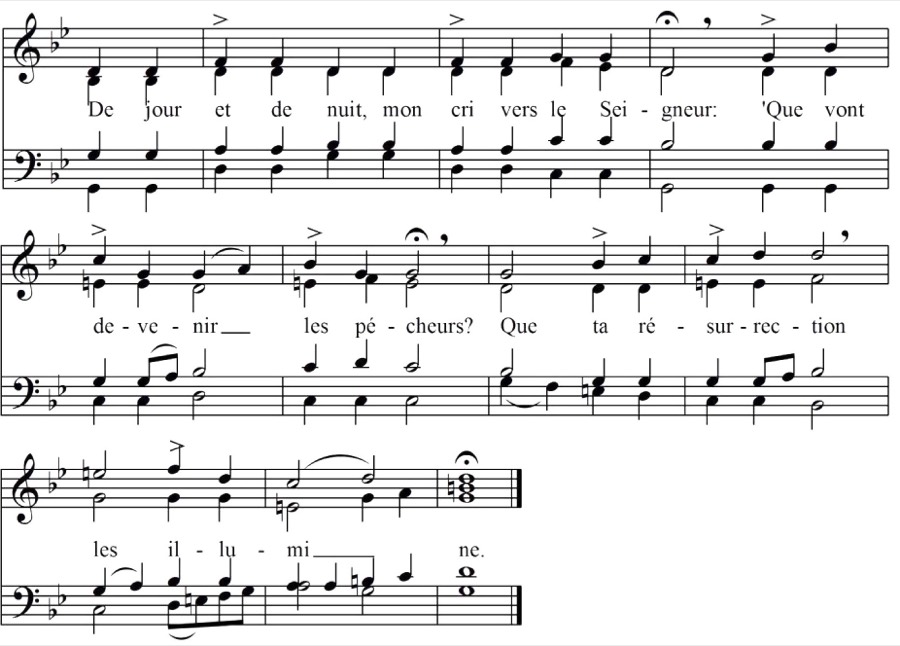 De jour et de nuit, mon cri vers le Sei - gneur: 'Que vont
de - ve - nir les pé - cheurs? Que ta ré - sur - rec - tion
les il - lu - mi ne.